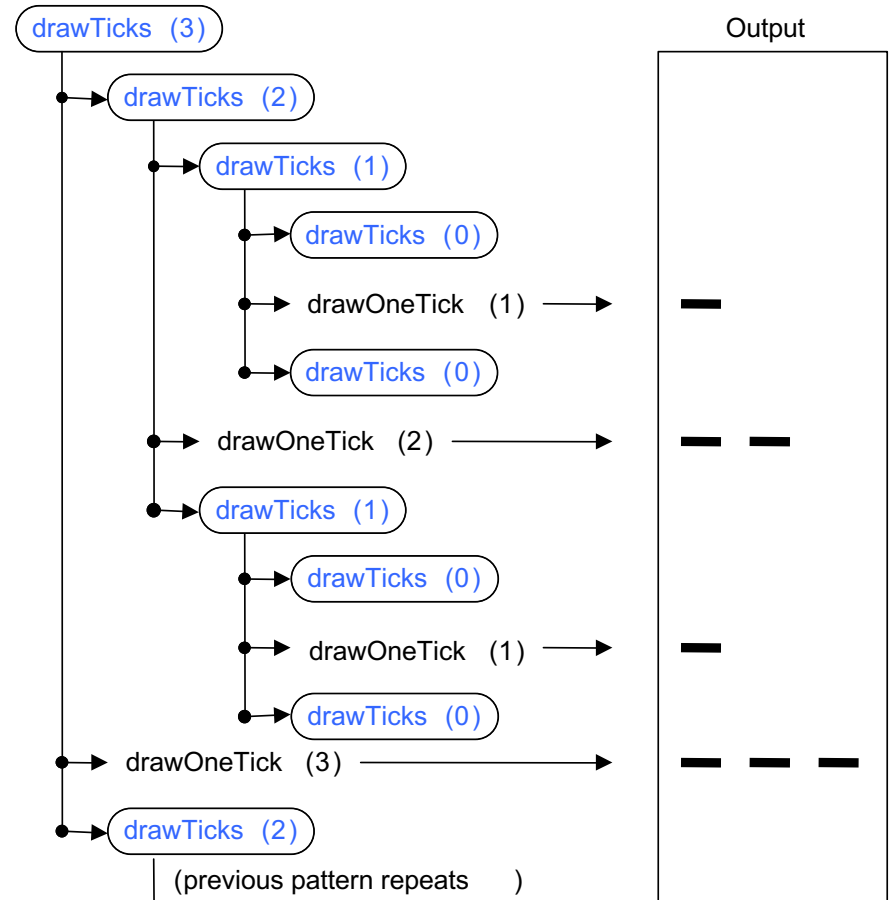 drawTicks (3)
Output
drawTicks (2)
drawTicks (1)
drawTicks (0)
drawOneTick (1)
drawTicks (0)
drawOneTick (2)
drawTicks (1)
drawTicks (0)
drawOneTick (1)
drawTicks (0)
drawOneTick (3)
drawTicks (2)
(previous pattern repeats )